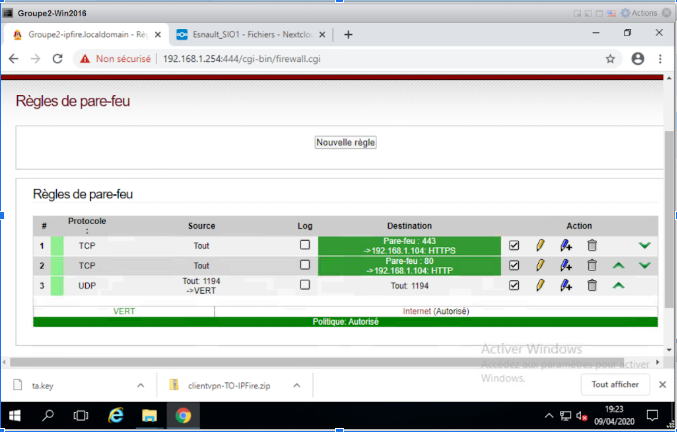 Groupe2-Win2016
Actions
Groupe2-ipfire.localdomain - Règ
Esnault_SIO1 - Fichiers - Nextclo
Non sécurisé | 192.168.1.254:444/cgi-bin/firewall.cgi
Règles de pare-feu
Nouvelle règle
Règles de pare-feu
# Protocole : Source Log Destination Action
1 TCP Tout Pare-feu : 443
->192.168.1.104: HTTPS
2 TCP Tout Pare-feu : 80
->192.168.1.104: HTTP
3 UDP Tout: 1194 Tout: 1194
->VERT
VERT Internet (Autorisé)
Politique: Autorisé
Activer Windows
Accédez aux paramètres pour activer
Windows.
ta.key
clientvpn-TO-IPFire.zip
Tout afficher
19:23
09/04/2020